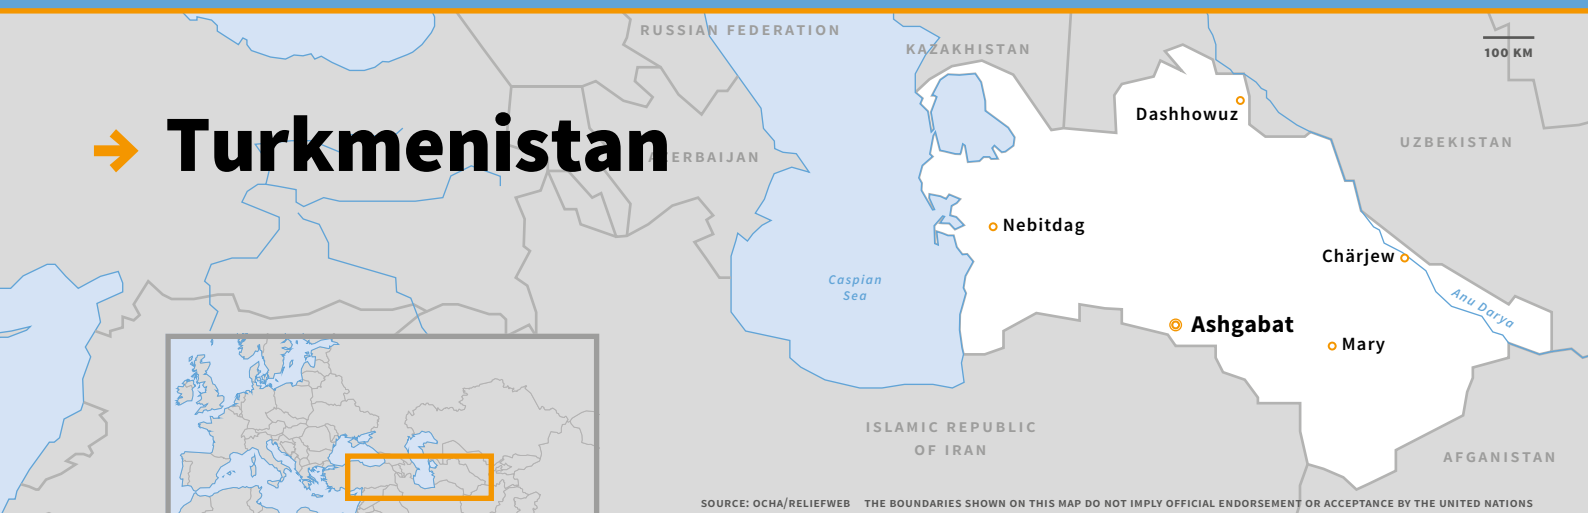 RUSSIAN FEDERATION
KAZAKHSTAN
100 KM
Dashhowuz
Turkmenistan
AZERBAIJAN
UZBEKISTAN
Nebitdag
Chärjew
Caspian
Sea
Anu Darya
Ashgabat
Mary
ISLAMIC REPUBLIC
OF IRAN
AFGANISTAN
SOURCE: OCHA/RELIEFWEB THE BOUNDARIES SHOWN ON THIS MAP DO NOT IMPLY OFFICIAL ENDORSEMENT OR ACCEPTANCE BY THE UNITED NATIONS